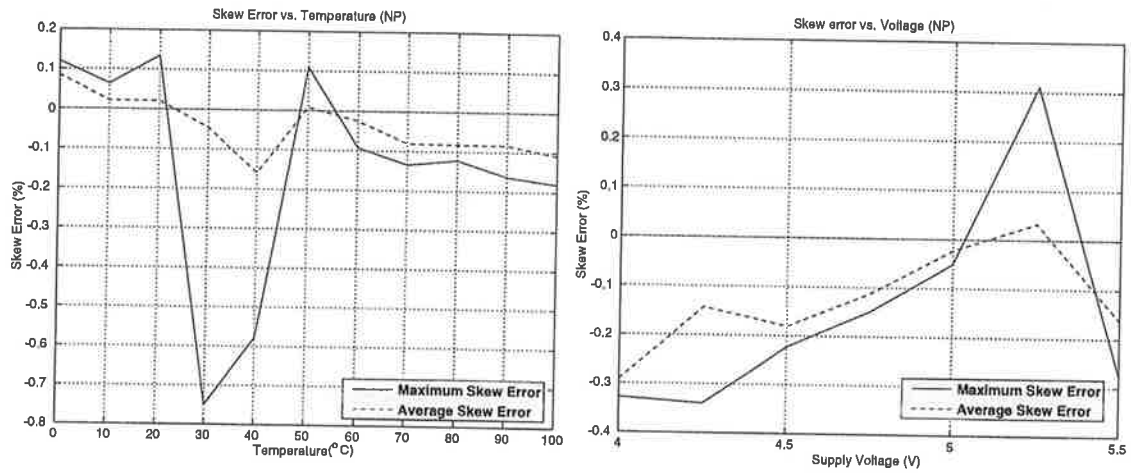 Skew Error vs. Temperature (NP)
0.2
0.1
0
-0.1
-0.2
-0.3
-0.4
-0.5
-0.6
-0.7
-0.8
Skew Error (%)
Maximum Skew Error
Average Skew Error
0 10 20 30 40 50 60 70 80 90 100
Temperature(°C)
Skew error vs. Voltage (NP)
0.4
0.3
0.2
0.1
0
-0.1
-0.2
-0.3
-0.4
Skew Error (%)
Maximum Skew Error
Average Skew Error
4 4.5 5 5.5
Supply Voltage (V)